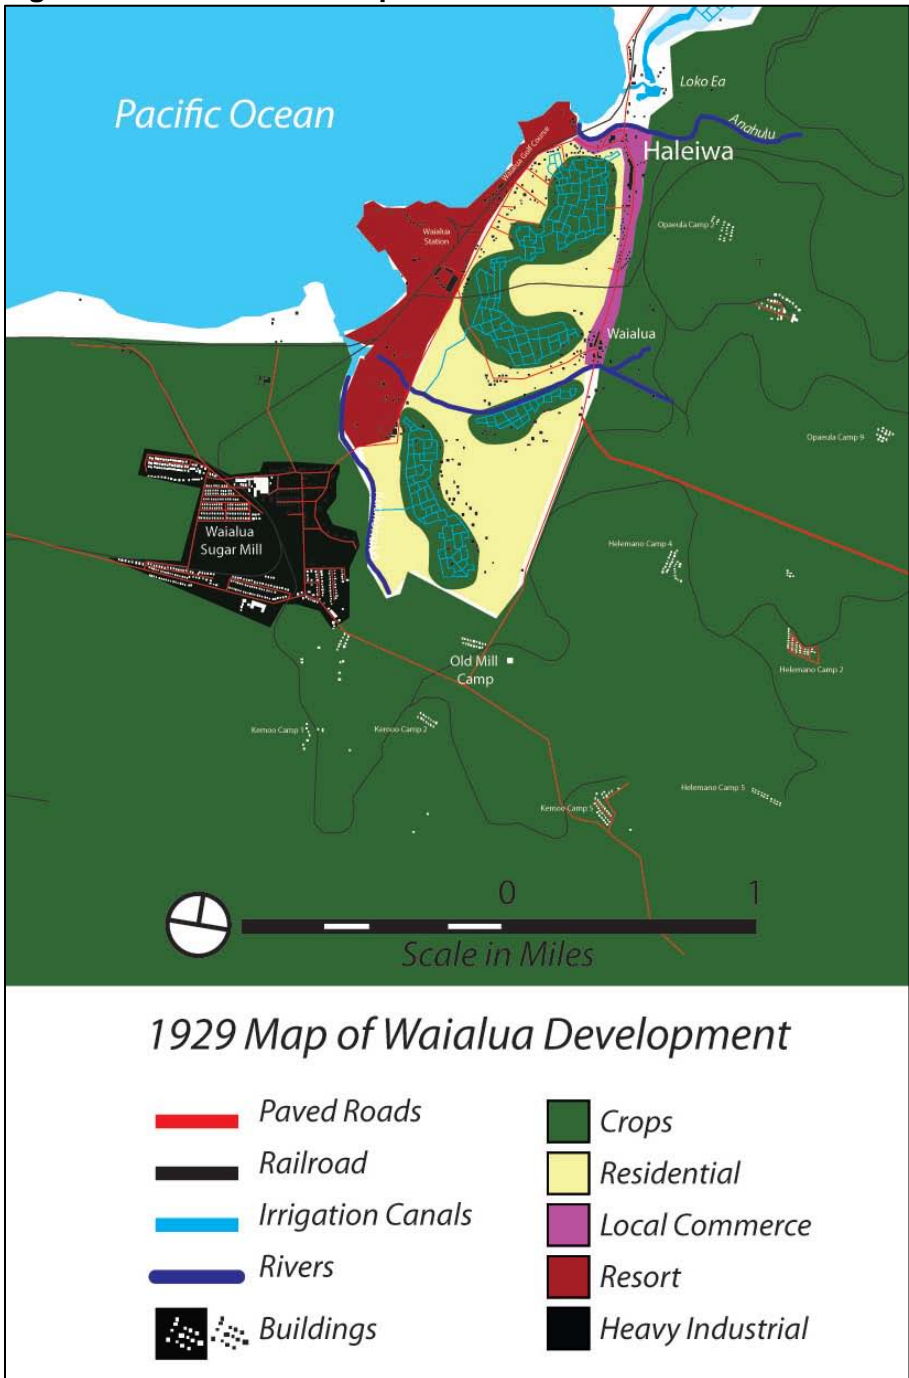 Pacific Ocean
Loko Ea
Anahulu
Haleiwa
Waialua Golf Course
Opaeula Camp 2
Waialua
Station
Waialua
Opaeula Camp 9
Waialua
Sugar Mill
Helemano Camp 4
Old Mill
Camp
Helemano Camp 2
Kemoo Camp 1
Kemoo Camp 2
Helemano Camp 5
Kemoo Camp 5
0
1
Scale in Miles
1929 Map of Waialua Development
Paved Roads
Railroad
Irrigation Canals
Rivers
Buildings
Crops
Residential
Local Commerce
Resort
Heavy Industrial